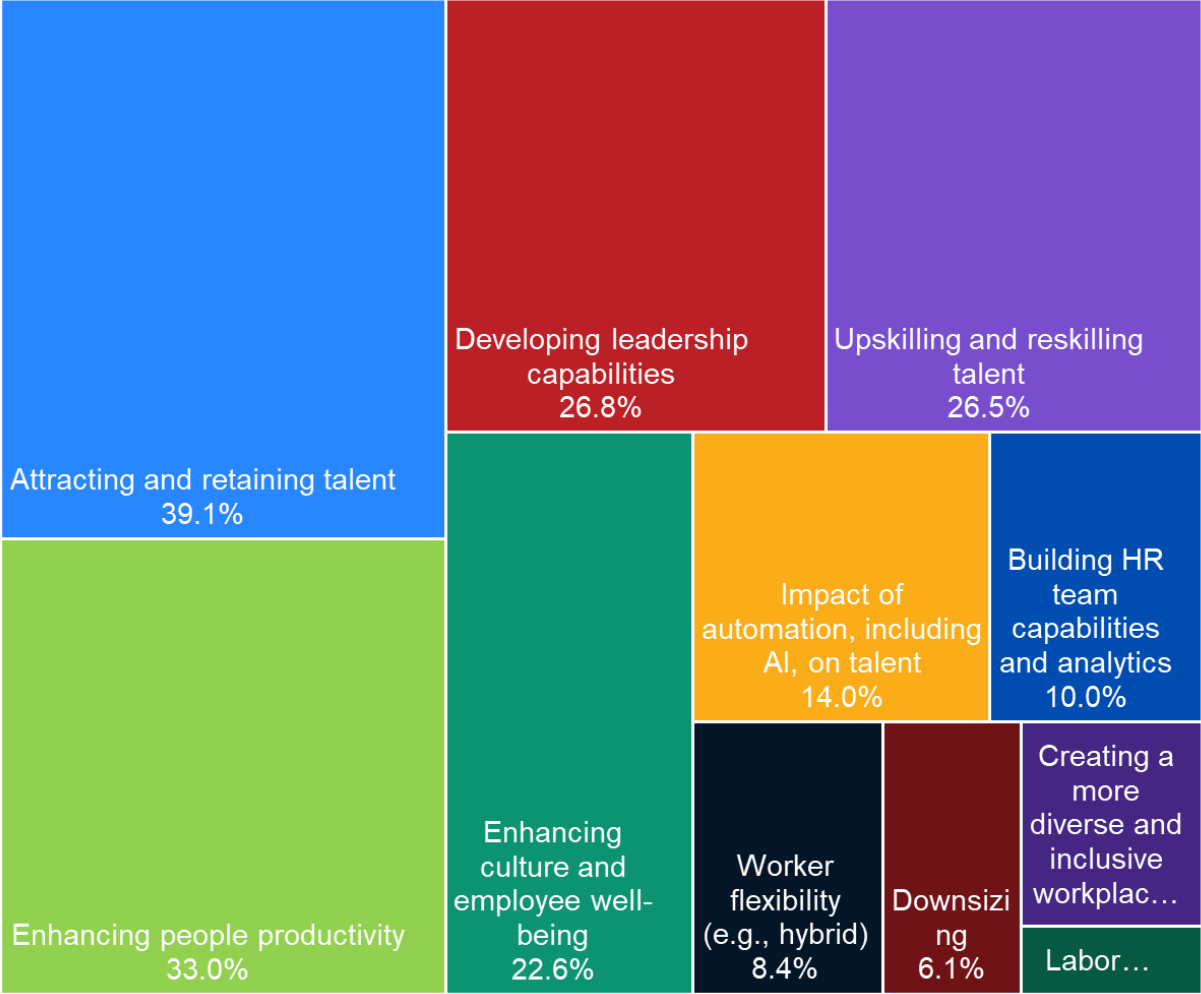 Attracting and retaining talent
39.1%
Enhancing people productivity
33.0%
Developing leadership
capabilities
26.8%
Upskilling and reskilling
talent
26.5%
Enhancing
culture and
employee well-
being
22.6%
Impact of
automation, including
AI, on talent
14.0%
Building HR
team
capabilities
and analytics
10.0%
Worker
flexibility
(e.g., hybrid)
8.4%
Downsizi
ng
6.1%
Creating a
more
diverse and
inclusive
workplac…
Labor…